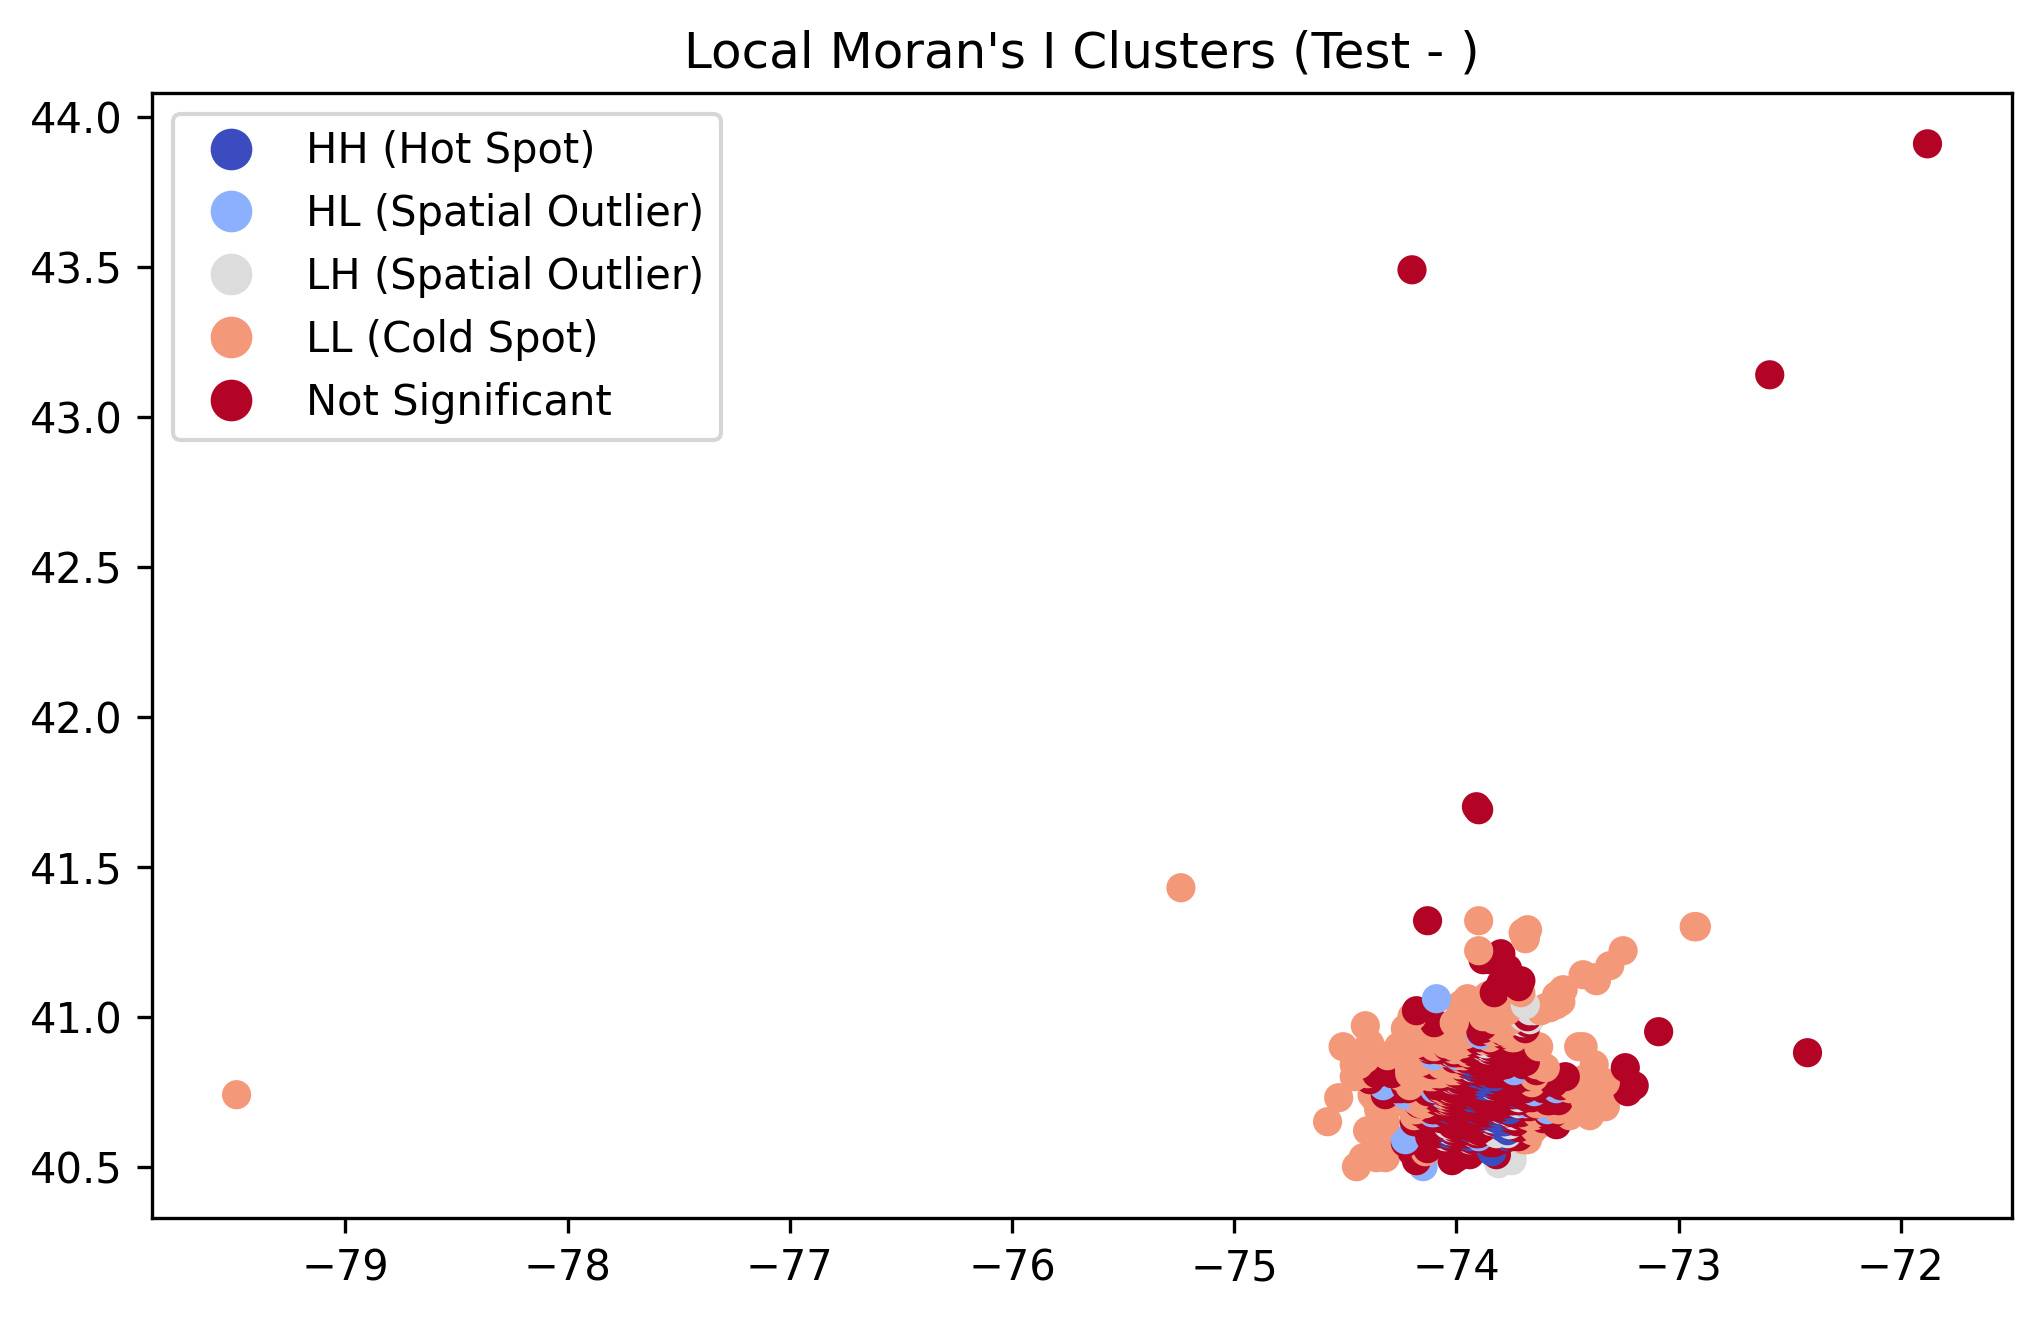 Local Moran's I Clusters (Test - )
44.0
43.5
43.0
42.5
42.0
41.5
41.0
40.5
HH (Hot Spot)
HL (Spatial Outlier)
LH (Spatial Outlier)
LL (Cold Spot)
Not Significant
−79 −78 −77 −76 −75 −74 −73 −72